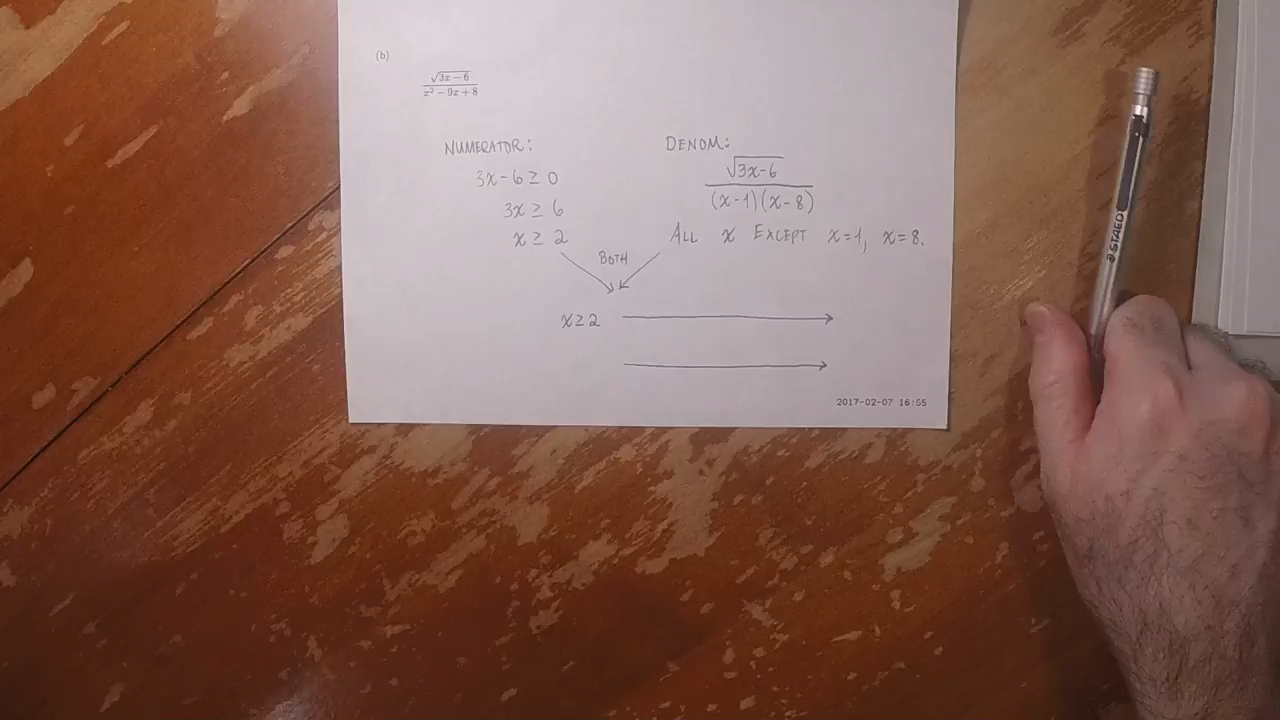 (b)
√3x − 6
x² − 9x + 8
NUMERATOR:
3x - 6 ≥ 0
3x ≥ 6
x ≥ 2
DENOM:
√3x-6
(x-1)(x-8)
ALL x EXCEPT x=1, x=8.
BOTH
x≥2
2017-02-07 16:55
STAED